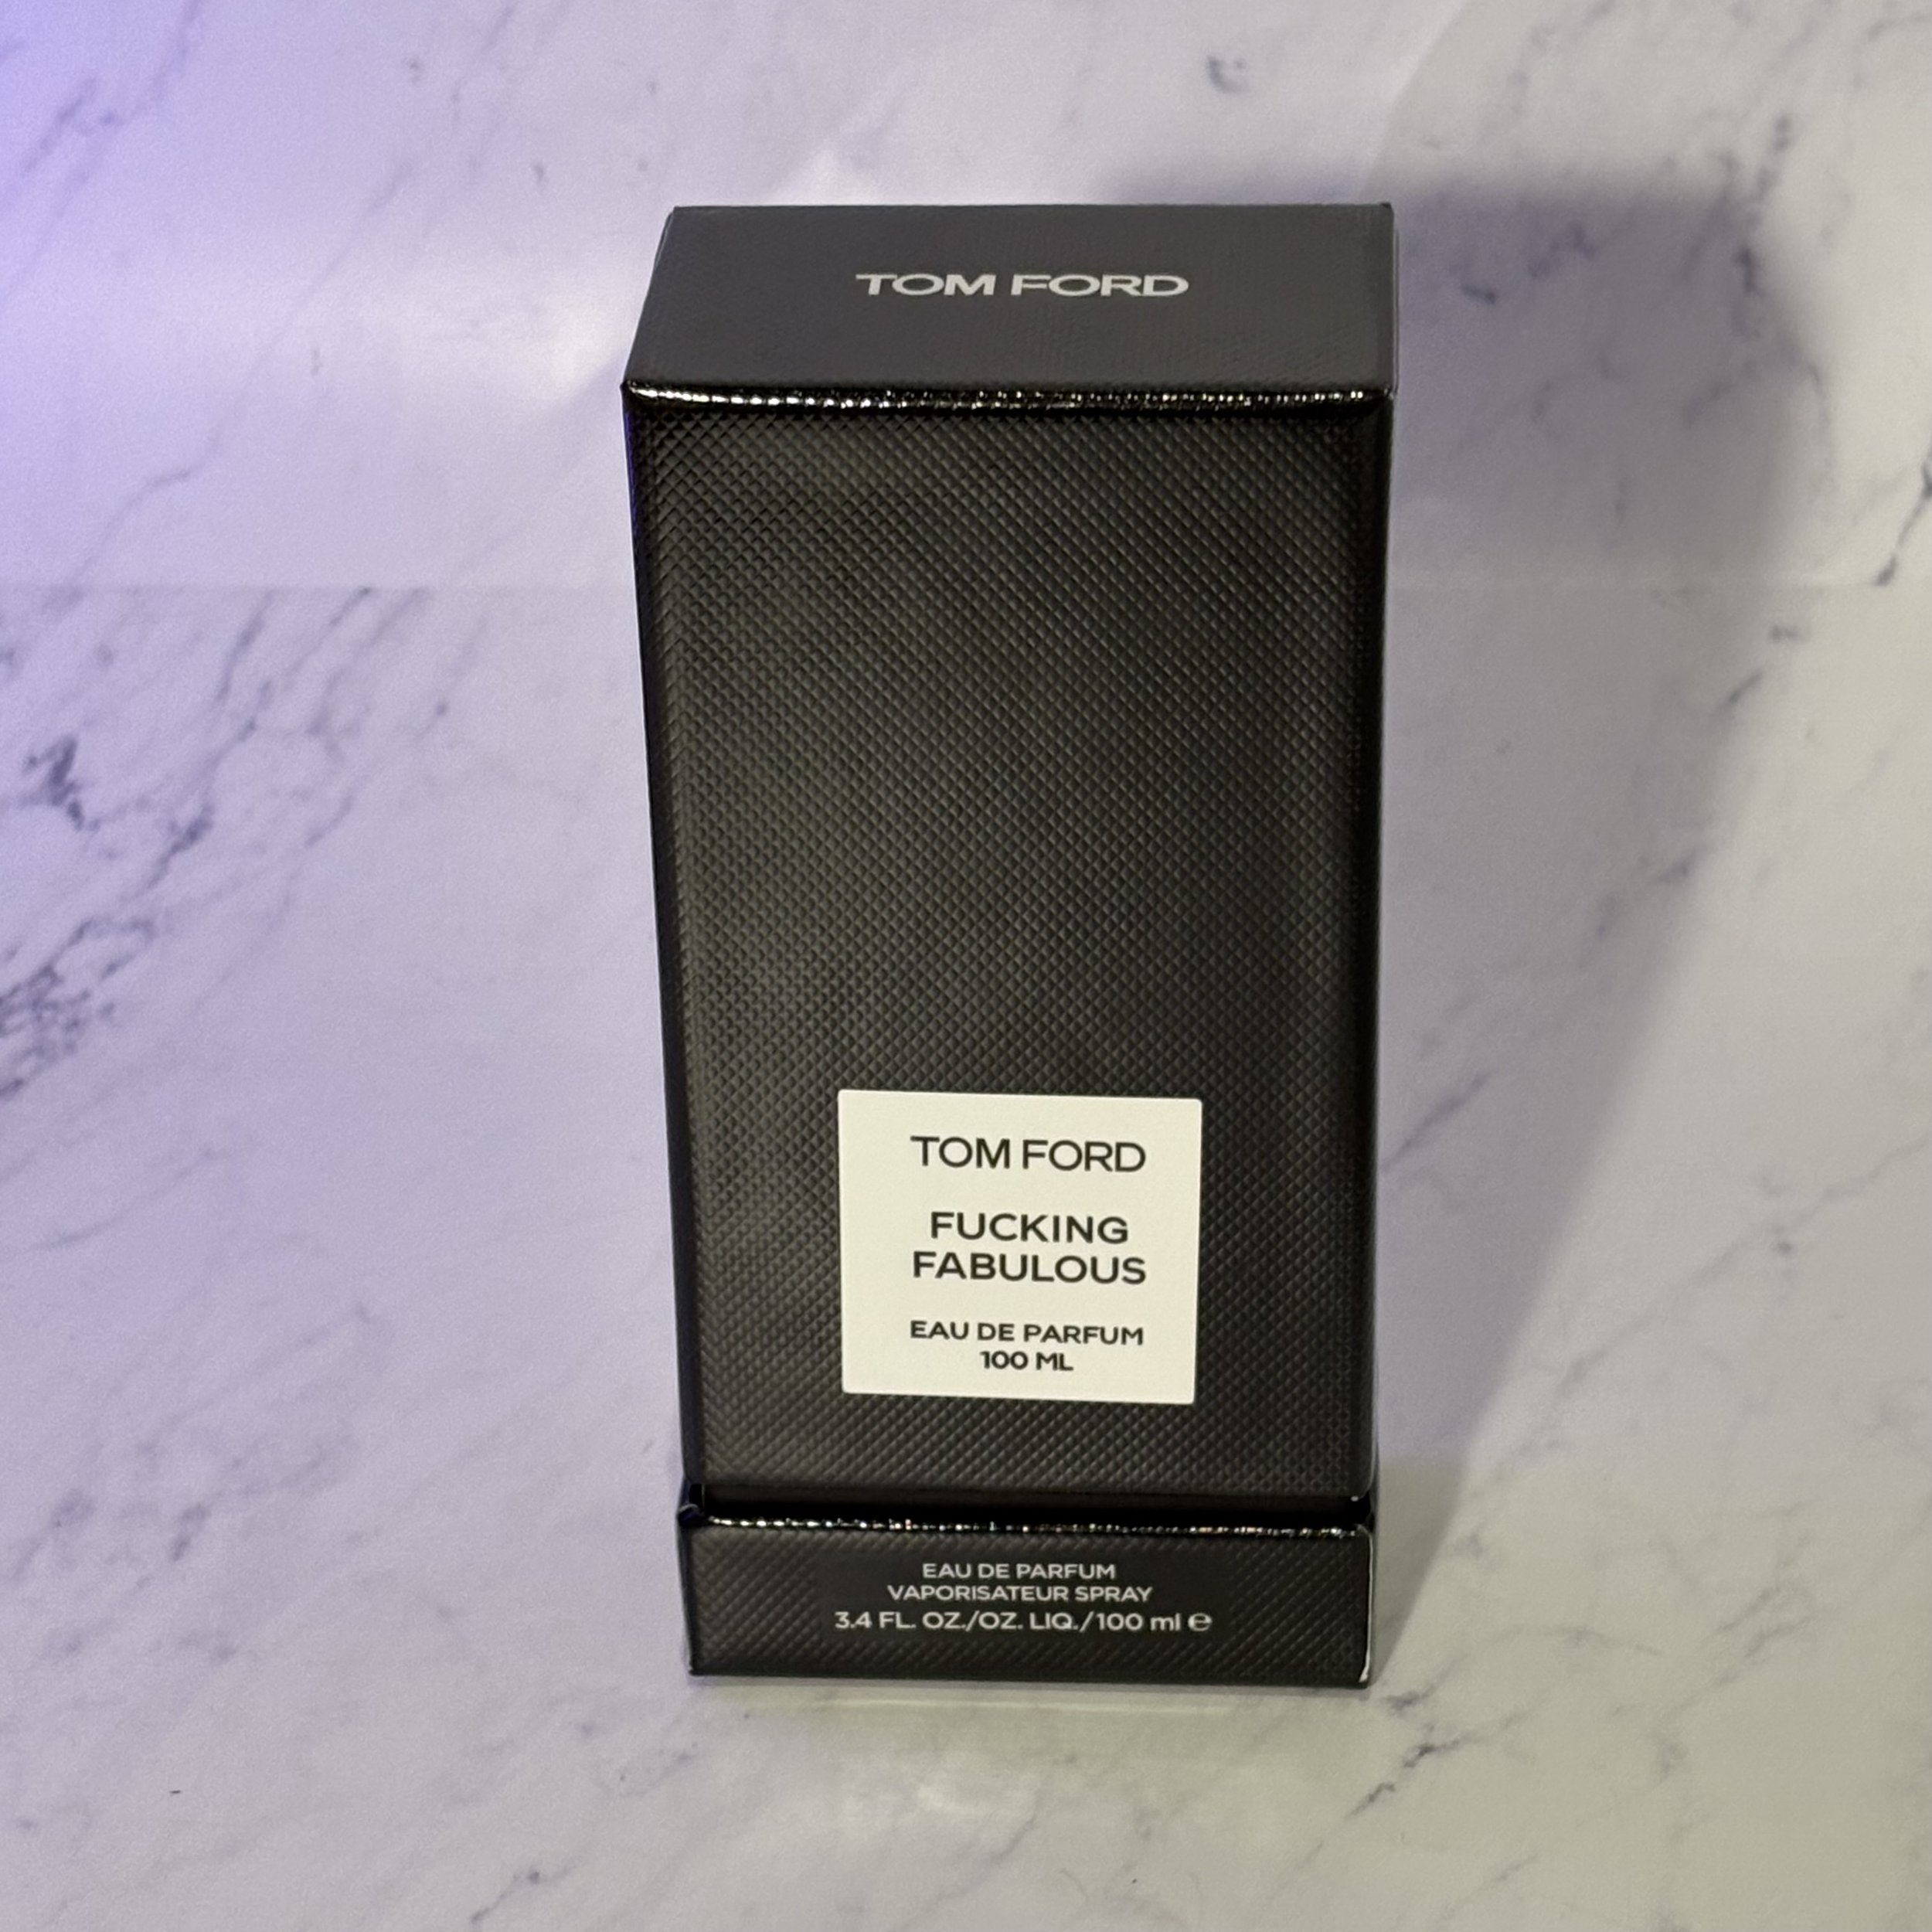 TOM FORD
TOM FORD
FUCKING
FABULOUS
EAU DE PARFUM
100 ML
EAU DE PARFUM
VAPORISATEUR SPRAY
3.4 FL. OZ./OZ. LIQ./100 ml ℮